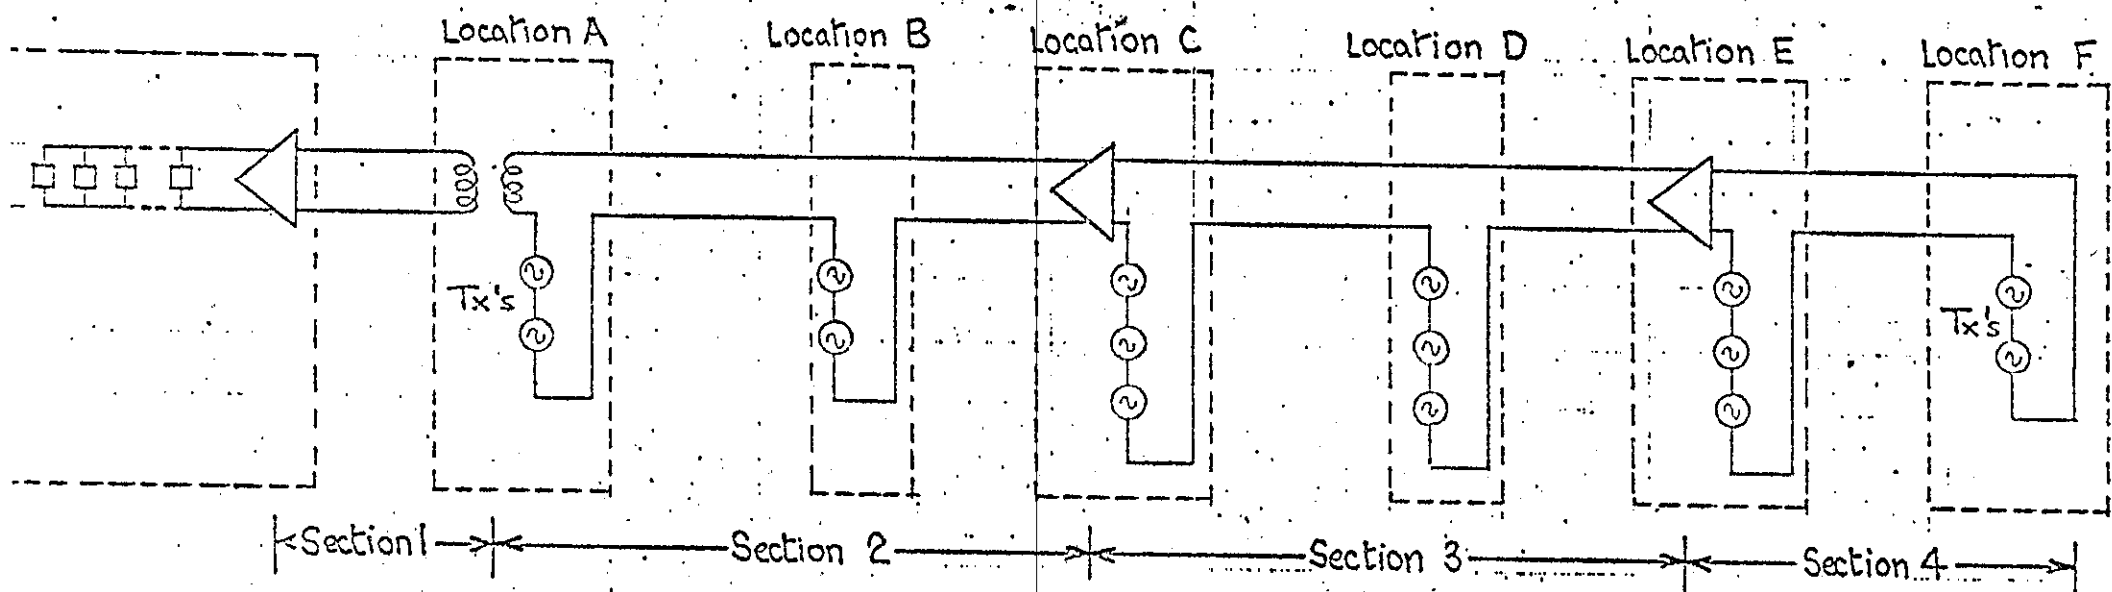 Location A
Location B
Location C
Location D
Location E
Location F
Tx's
Tx's
Section 1
Section 2
Section 3
Section 4